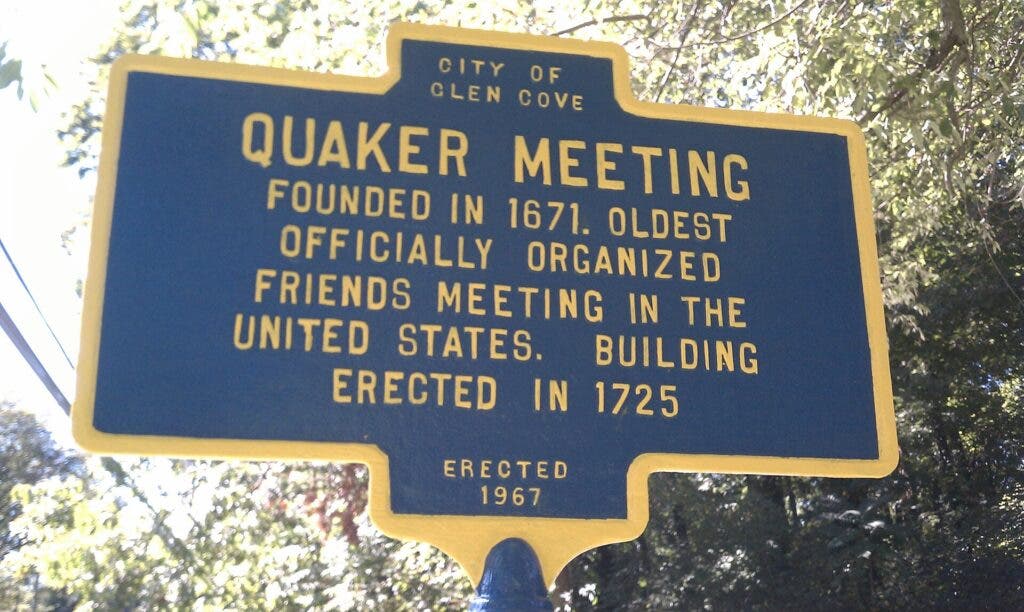 CITY OF
GLEN COVE
QUAKER MEETING
FOUNDED IN 1671. OLDEST
OFFICIALLY ORGANIZED
FRIENDS MEETING IN THE
UNITED STATES. BUILDING
ERECTED IN 1725
ERECTED
1967